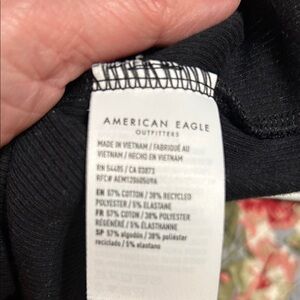 AMERICAN EAGLE
OUTFITTERS
MADE IN VIETNAM / FABRIQUÉ AU
VIETNAM / HECHO EN VIETNAM
RN 54485 / CA 03873
EN 57% COTTON / 38% RECYCLED
POLYESTER / 5% ELASTANE
FR 57% COTON / 38% POLYESTER
RÉGÉNÉRÉ / 5% ÉLASTHANNE
SP 57% algodón / 38% poliéster
reciclado / 5% elastano